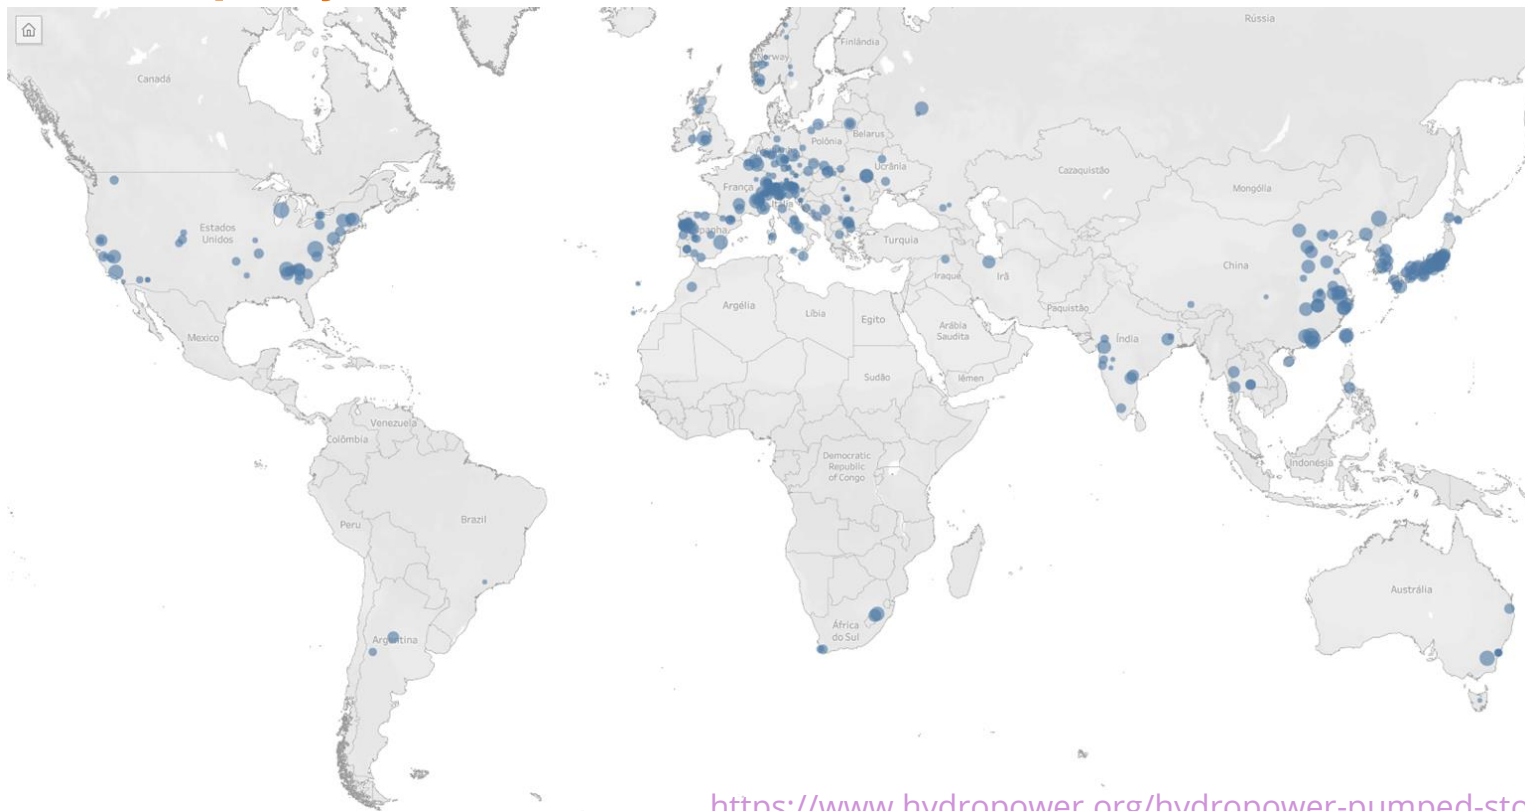 Rússia
Finlândia
Norway
Canadá
Polônia
Belarus
Ucrânia
Cazaquistão
França
Mongólia
Itália
Estados
Unidos
Turquia
China
Iraque
Irã
Argélia
Líbia
Egito
Paquistão
Arábia
Saudita
Mexico
Índia
Sudão
Iêmen
Venezuela
Colômbia
Democratic
Republic
of Congo
Indonésia
Peru
Brazil
Austrália
África
do Sul
Argentina
https://www.hydropower.org/hydropower-pumped-sto